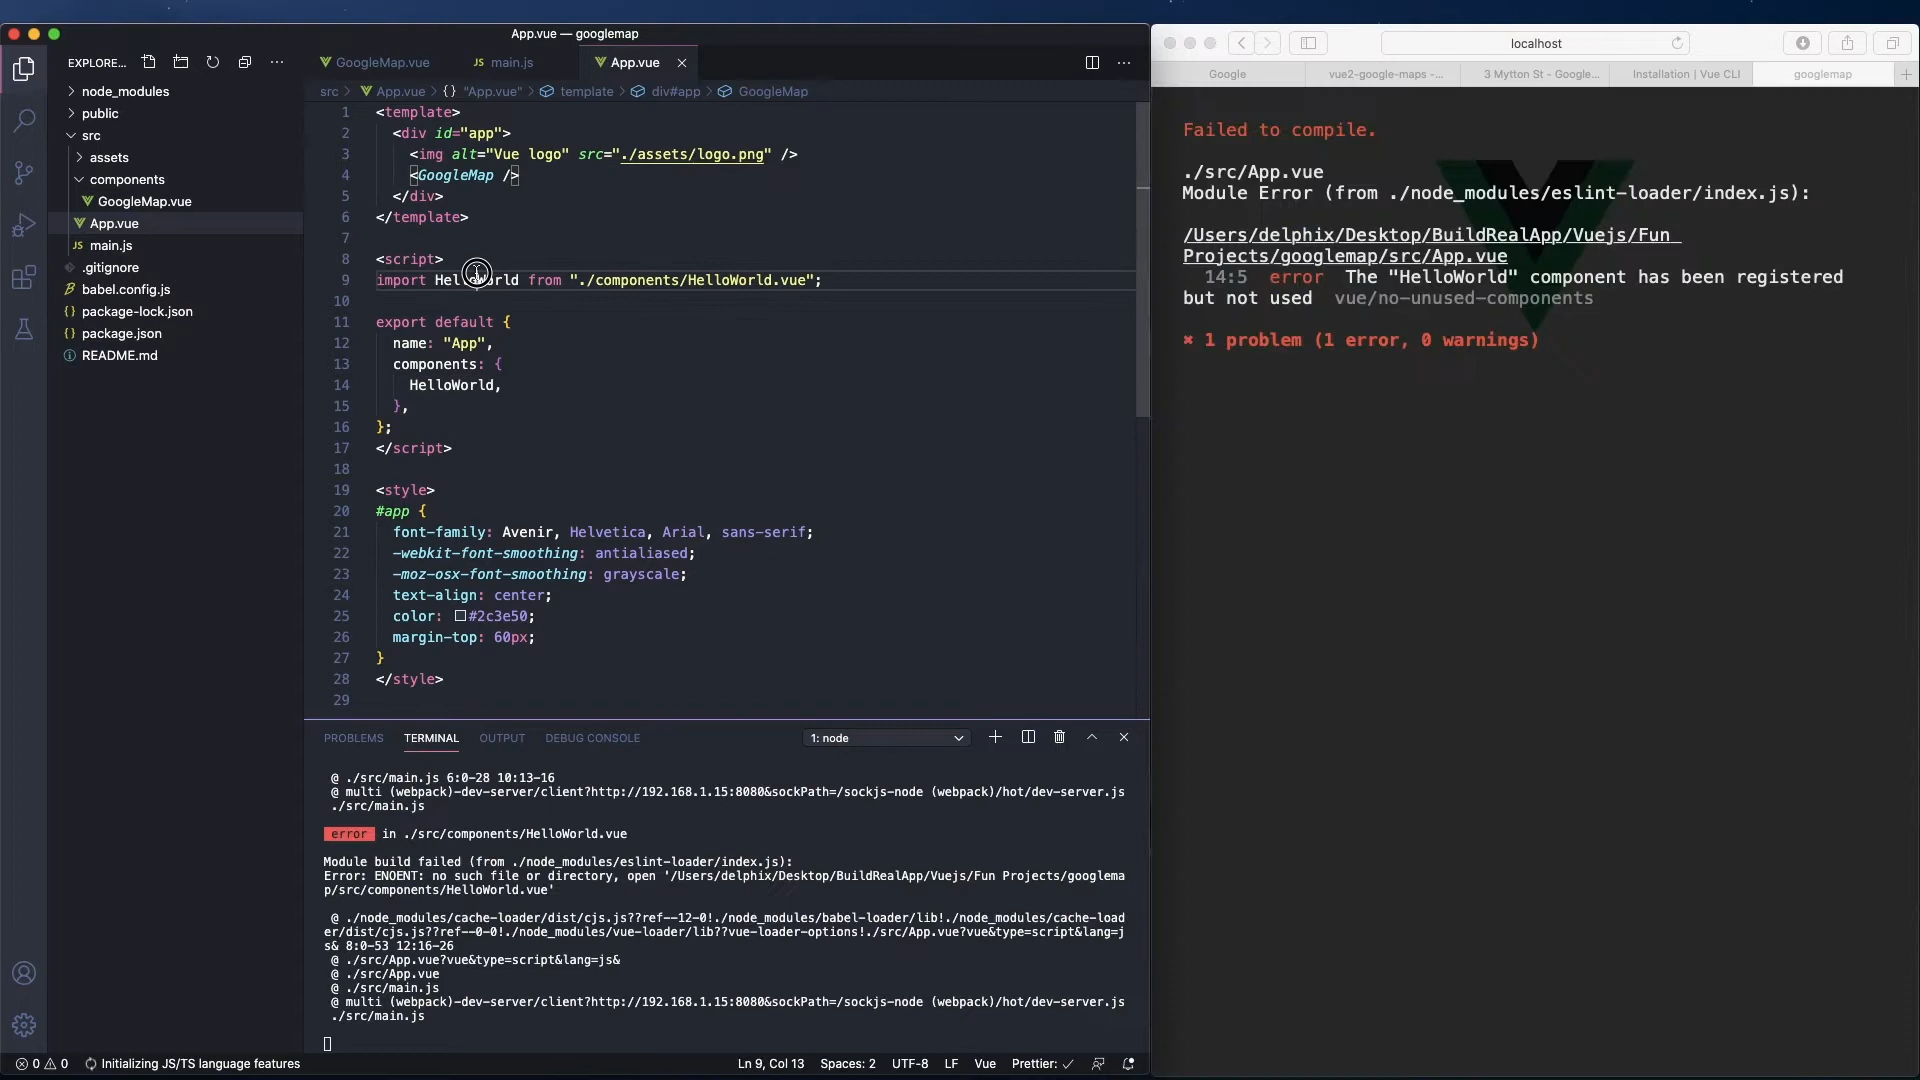 App.vue — googlemap
EXPLORE...
node_modules
public
src
assets
components
GoogleMap.vue
App.vue
JS main.js
.gitignore
babel.config.js
{} package-lock.json
{} package.json
README.md
GoogleMap.vue
JS main.js
App.vue
src > App.vue > {} "App.vue" > template > div#app > GoogleMap
1 <template>
2 <div id="app">
3 <img alt="Vue logo" src="./assets/logo.png" />
4 <GoogleMap />
5 </div>
6 </template>
7
8 <script>
9 import HelloWorld from "./components/HelloWorld.vue";
10
11 export default {
12 name: "App",
13 components: {
14 HelloWorld,
15 },
16 };
17 </script>
18
19 <style>
20 #app {
21 font-family: Avenir, Helvetica, Arial, sans-serif;
22 -webkit-font-smoothing: antialiased;
23 -moz-osx-font-smoothing: grayscale;
24 text-align: center;
25 color: #2c3e50;
26 margin-top: 60px;
27 }
28 </style>
29
PROBLEMS TERMINAL OUTPUT DEBUG CONSOLE 1: node
@ ./src/main.js 6:0-28 10:13-16
@ multi (webpack)-dev-server/client?http://192.168.1.15:8080&sockPath=/sockjs-node (webpack)/hot/dev-server.js
./src/main.js
error in ./src/components/HelloWorld.vue
Module build failed (from ./node_modules/eslint-loader/index.js):
Error: ENOENT: no such file or directory, open '/Users/delphix/Desktop/BuildRealApp/Vuejs/Fun Projects/googlema
p/src/components/HelloWorld.vue'
@ ./node_modules/cache-loader/dist/cjs.js??ref--12-0!./node_modules/babel-loader/lib!./node_modules/cache-load
er/dist/cjs.js??ref--0-0!./node_modules/vue-loader/lib??vue-loader-options!./src/App.vue?vue&type=script&lang=j
s& 8:0-53 12:16-26
@ ./src/App.vue?vue&type=script&lang=js&
@ ./src/App.vue
@ ./src/main.js
@ multi (webpack)-dev-server/client?http://192.168.1.15:8080&sockPath=/sockjs-node (webpack)/hot/dev-server.js
./src/main.js
0 0 Initializing JS/TS language features
Ln 9, Col 13 Spaces: 2 UTF-8 LF Vue Prettier: ✓
localhost
Google
vue2-google-maps -...
3 Mytton St - Google...
Installation | Vue CLI
googlemap
Failed to compile.
./src/App.vue
Module Error (from ./node_modules/eslint-loader/index.js):
/Users/delphix/Desktop/BuildRealApp/Vuejs/Fun
Projects/googlemap/src/App.vue
14:5 error The "HelloWorld" component has been registered
but not used vue/no-unused-components
✖ 1 problem (1 error, 0 warnings)